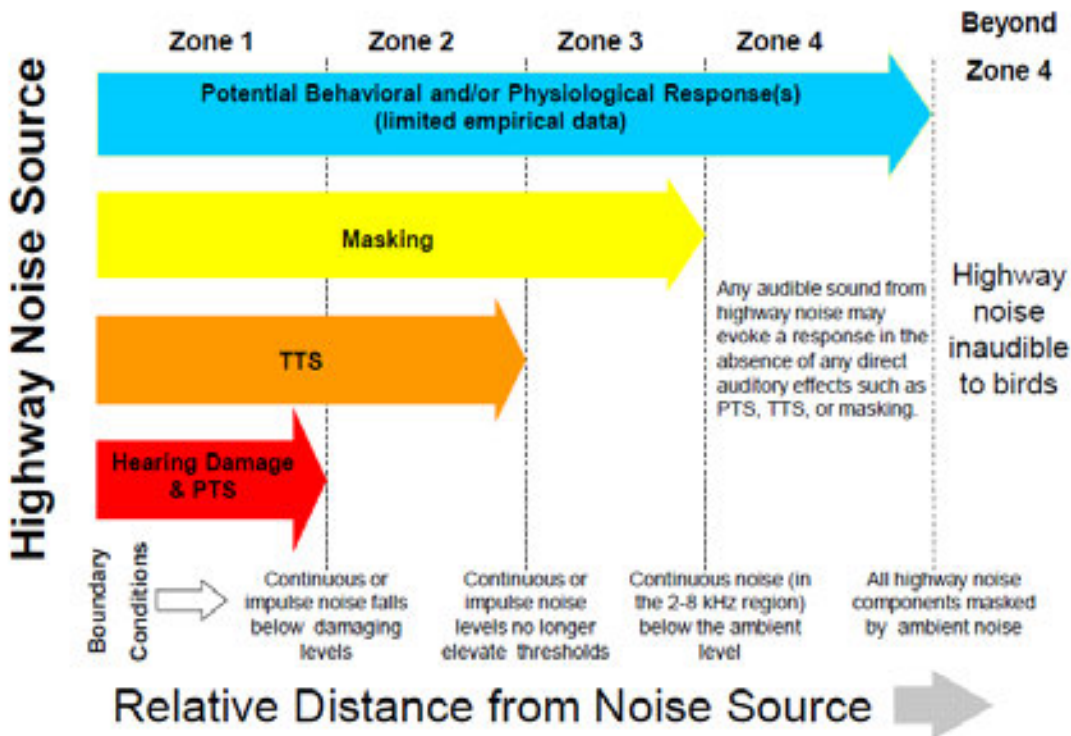 Highway Noise Source
Zone 1
Zone 2
Zone 3
Zone 4
Beyond
Zone 4
Potential Behavioral and/or Physiological Response(s)
(limited empirical data)
Masking
TTS
Hearing Damage
& PTS
Any audible sound from
highway noise may
evoke a response in the
absence of any direct
auditory effects such as
PTS, TTS, or masking.
Highway
noise
inaudible
to birds
Boundary
Conditions
Continuous or
impulse noise falls
below damaging
levels
Continuous or
impulse noise
levels no longer
elevate thresholds
Continuous noise (in
the 2-8 kHz region)
below the ambient
level
All highway noise
components masked
by ambient noise
Relative Distance from Noise Source